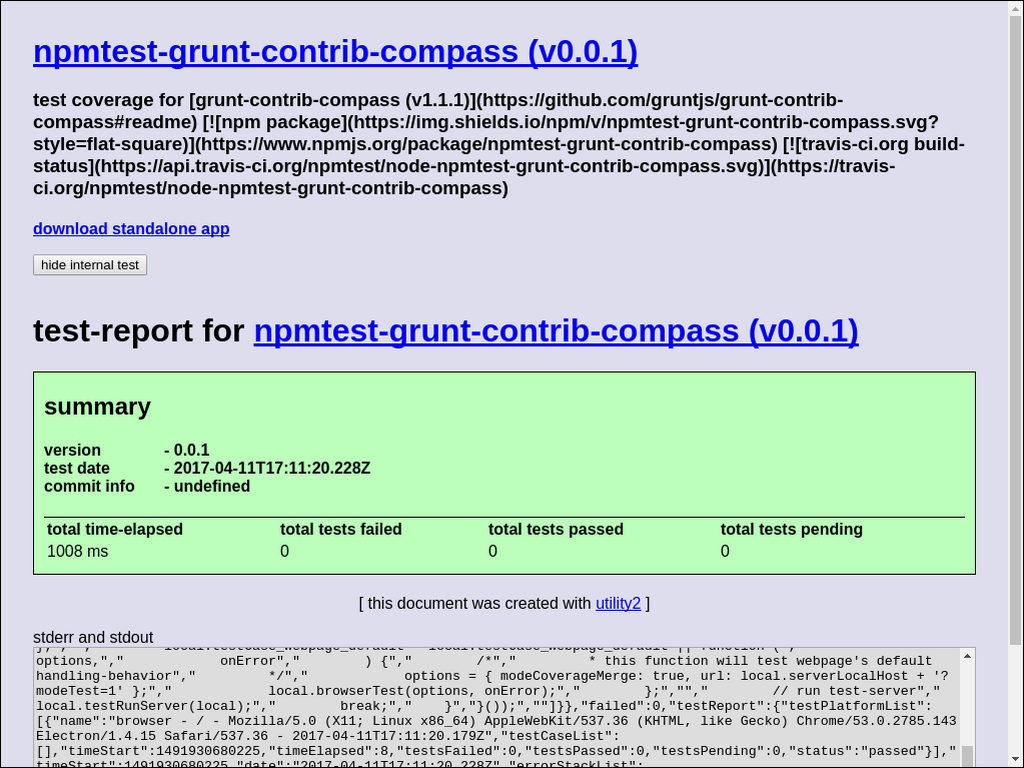 npmtest-grunt-contrib-compass (v0.0.1)
test coverage for [grunt-contrib-compass (v1.1.1)](https://github.com/gruntjs/grunt-contrib-
compass#readme) [![npm package](https://img.shields.io/npm/v/npmtest-grunt-contrib-compass.svg?
style=flat-square)](https://www.npmjs.org/package/npmtest-grunt-contrib-compass) [![travis-ci.org build-
status](https://api.travis-ci.org/npmtest/node-npmtest-grunt-contrib-compass.svg)](https://travis-
ci.org/npmtest/node-npmtest-grunt-contrib-compass)
download standalone app
hide internal test
test-report for npmtest-grunt-contrib-compass (v0.0.1)
summary
version - 0.0.1
test date - 2017-04-11T17:11:20.228Z
commit info - undefined
total time-elapsed total tests failed total tests passed total tests pending
1008 ms 0 0 0
[ this document was created with utility2 ]
stderr and stdout
options,","            onError","        ) {","        /*","         * this function will test webpage's default
handling-behavior","         */","            options = { modeCoverageMerge: true, url: local.serverLocalHost + '?
modeTest=1' };","            local.browserTest(options, onError);","        };","","        // run test-server","
local.testRunServer(local);","        break;","    }","}());",""]}},"failed":0,"testReport":{"testPlatformList":
[{"name":"browser - / - Mozilla/5.0 (X11; Linux x86_64) AppleWebKit/537.36 (KHTML, like Gecko) Chrome/53.0.2785.143
Electron/1.4.15 Safari/537.36 - 2017-04-11T17:11:20.179Z","testCaseList":
[],"timeStart":1491930680225,"timeElapsed":8,"testsFailed":0,"testsPassed":0,"testsPending":0,"status":"passed"}],"
timeStart":1491930680225,"date":"2017-04-11T17:11:20.228Z","errorStackList":